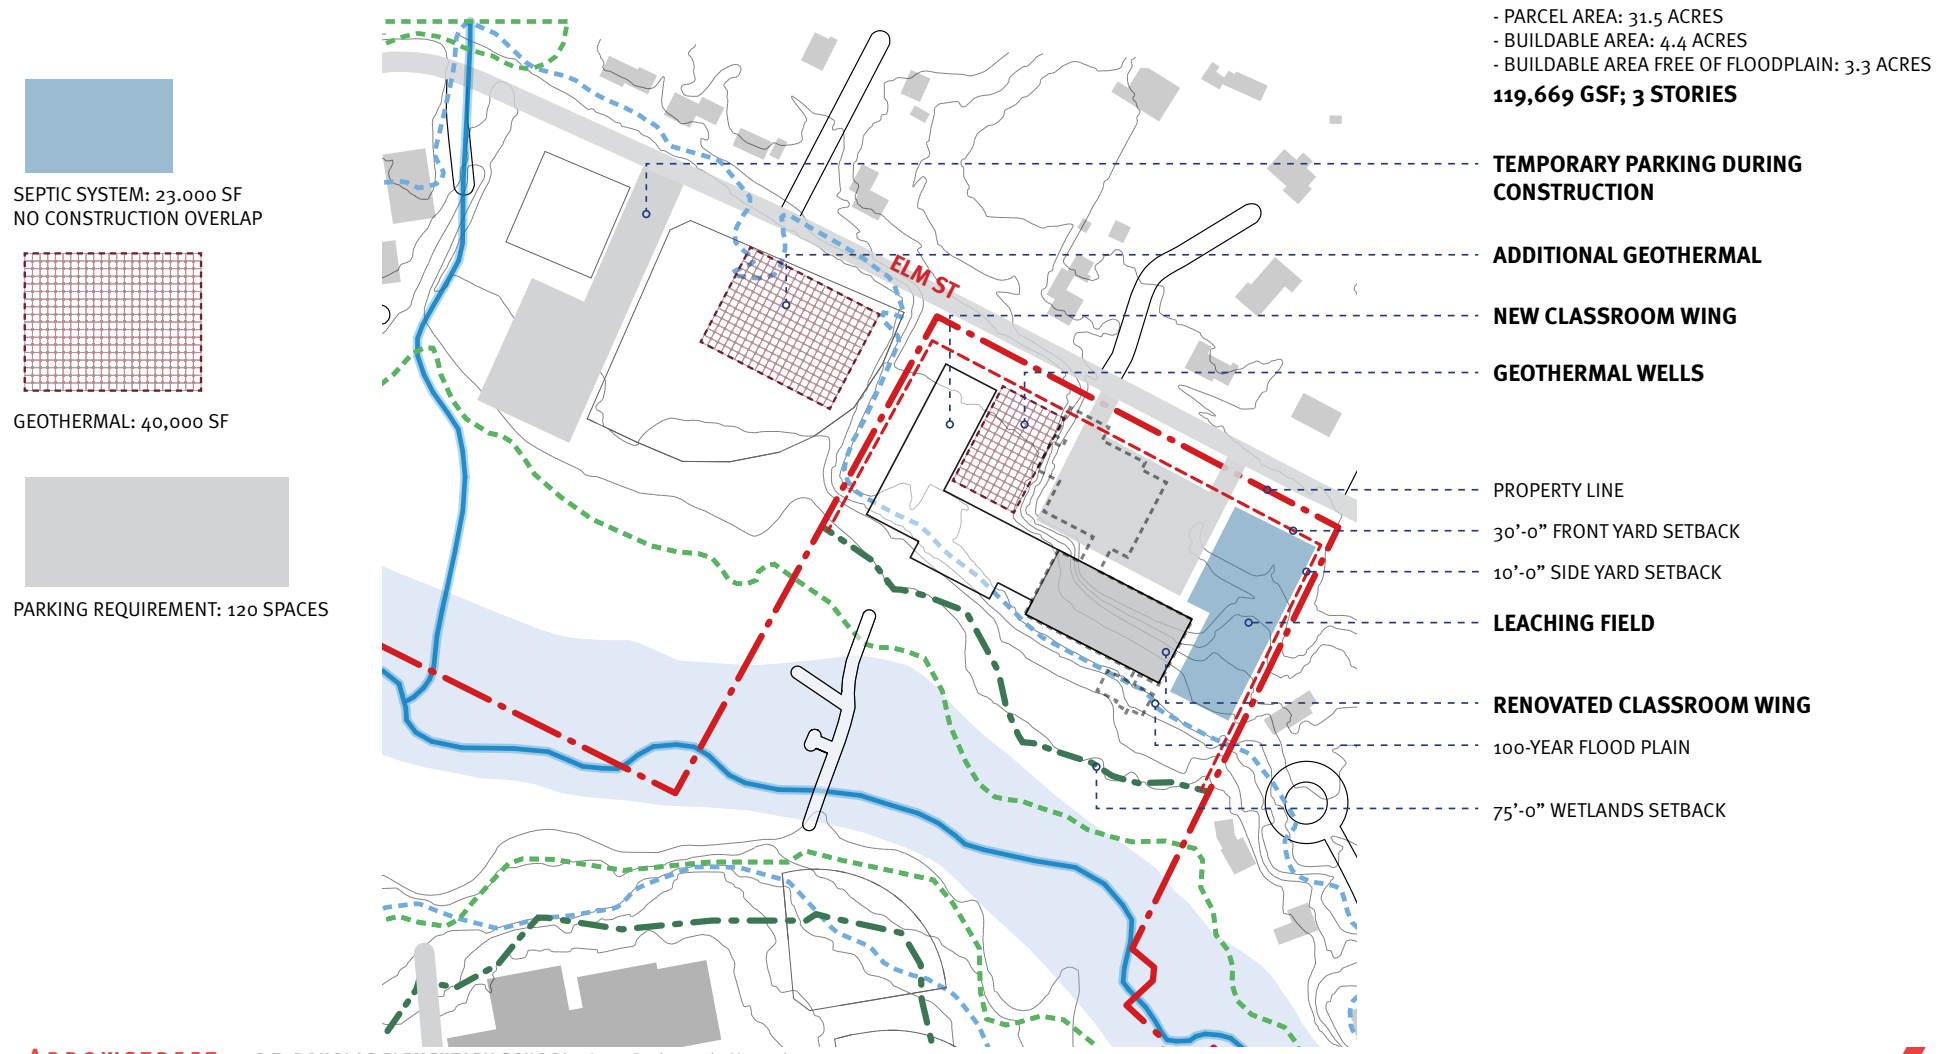 - PARCEL AREA: 31.5 ACRES
- BUILDABLE AREA: 4.4 ACRES
- BUILDABLE AREA FREE OF FLOODPLAIN: 3.3 ACRES
119,669 GSF; 3 STORIES
SEPTIC SYSTEM: 23.000 SF
NO CONSTRUCTION OVERLAP
GEOTHERMAL: 40,000 SF
PARKING REQUIREMENT: 120 SPACES
ELM ST
TEMPORARY PARKING DURING
CONSTRUCTION
ADDITIONAL GEOTHERMAL
NEW CLASSROOM WING
GEOTHERMAL WELLS
PROPERTY LINE
30'-0” FRONT YARD SETBACK
10'-0” SIDE YARD SETBACK
LEACHING FIELD
RENOVATED CLASSROOM WING
100-YEAR FLOOD PLAIN
75'-0” WETLANDS SETBACK
ARROWSTREET